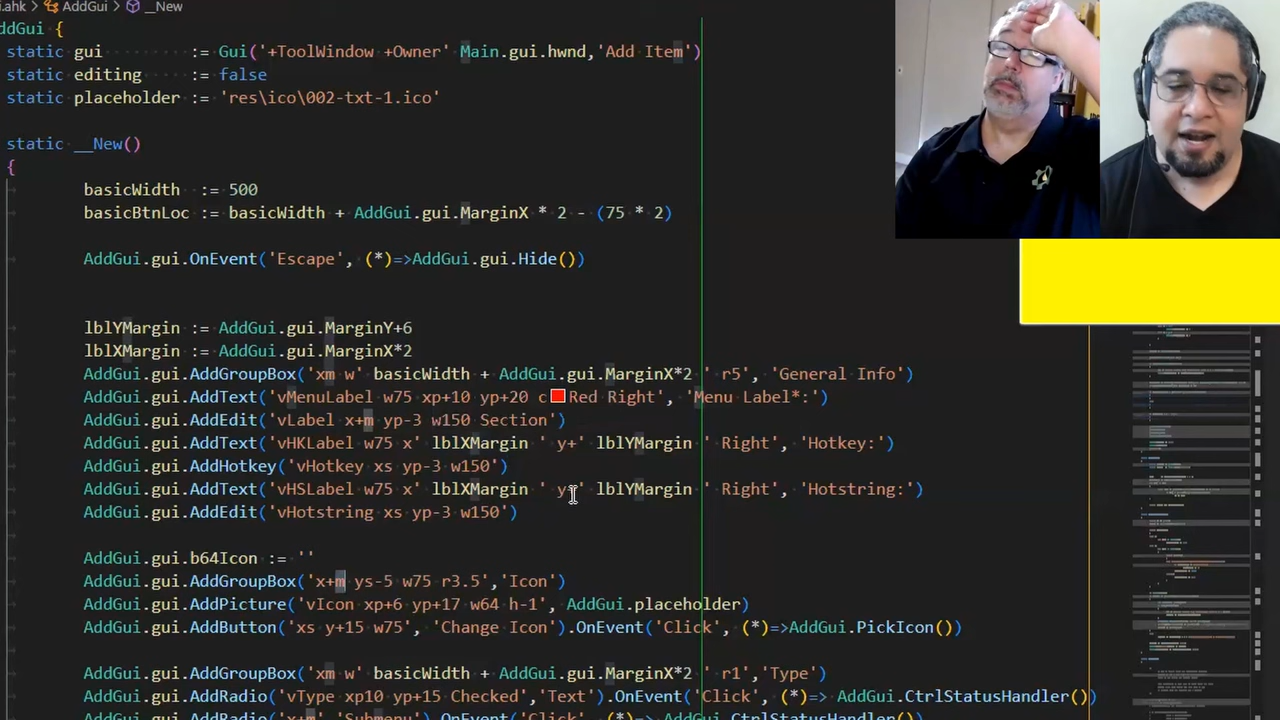 .ahk > AddGui > __New
ddGui {
static gui := Gui('+ToolWindow +Owner' Main.gui.hwnd,'Add Item')
static editing := false
static placeholder := 'res\ico\002-txt-1.ico'
static __New()
{
basicWidth := 500
basicBtnLoc := basicWidth + AddGui.gui.MarginX * 2 - (75 * 2)
AddGui.gui.OnEvent('Escape', (*)=>AddGui.gui.Hide())
lblYMargin := AddGui.gui.MarginY+6
lblXMargin := AddGui.gui.MarginX*2
AddGui.gui.AddGroupBox('xm w' basicWidth + AddGui.gui.MarginX*2 ' r5', 'General Info')
AddGui.gui.AddText('vMenuLabel w75 xp+10 yp+20 cRed Right', 'Menu Label*:')
AddGui.gui.AddEdit('vLabel x+m yp-3 w150 Section')
AddGui.gui.AddText('vHKLabel w75 x' lblXMargin ' y+' lblYMargin ' Right', 'Hotkey:')
AddGui.gui.AddHotkey('vHotkey xs yp-3 w150')
AddGui.gui.AddText('vHSLabel w75 x' lblXMargin ' y+' lblYMargin ' Right', 'Hotstring:')
AddGui.gui.AddEdit('vHotstring xs yp-3 w150')
AddGui.gui.b64Icon := ''
AddGui.gui.AddGroupBox('x+m ys-5 w75 r3.5','Icon')
AddGui.gui.AddPicture('vIcon xp+6 yp+17 w64 h-1', AddGui.placeholder)
AddGui.gui.AddButton('xs y+15 w75', 'Change Icon').OnEvent('Click', (*)=>AddGui.PickIcon())
AddGui.gui.AddGroupBox('xm w' basicWidth + AddGui.gui.MarginX*2 ' r1','Type')
AddGui.gui.AddRadio('vType xp10 yp+15 Checked','Text').OnEvent('Click', (*)=> AddGui.CtrlStatusHandler())
AddGui.gui.AddRadio('x+m', 'Submenu').OnEvent('Click', (*)=> AddGui.CtrlStatusHandler())